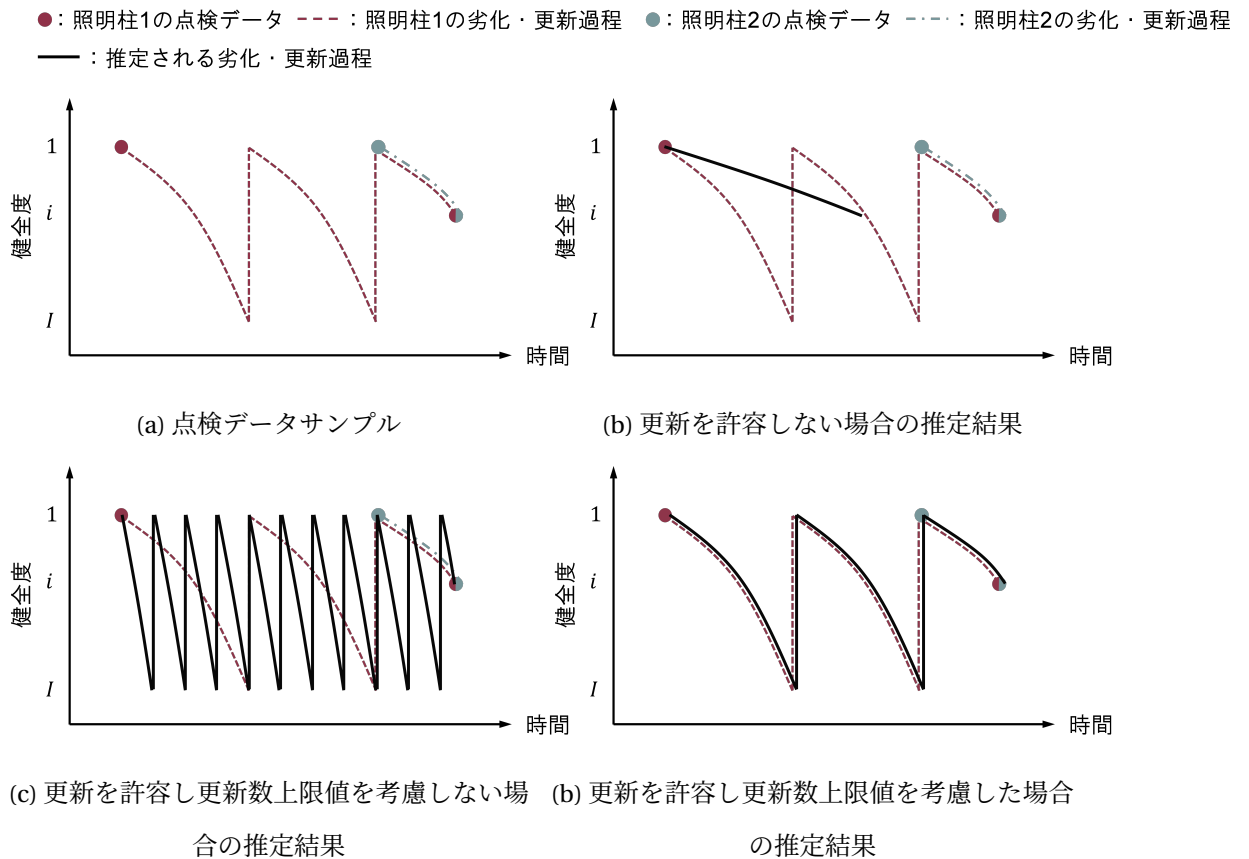 ：照明柱1の点検データ ：照明柱1の劣化・更新過程 ：照明柱2の点検データ ：照明柱2の劣化・更新過程
：推定される劣化・更新過程
1
i
I
健全度
時間
(a) 点検データサンプル
1
i
I
健全度
時間
(b) 更新を許容しない場合の推定結果
1
i
I
健全度
時間
(c) 更新を許容し更新数上限値を考慮しない場
合の推定結果
1
i
I
健全度
時間
(b) 更新を許容し更新数上限値を考慮した場合
の推定結果